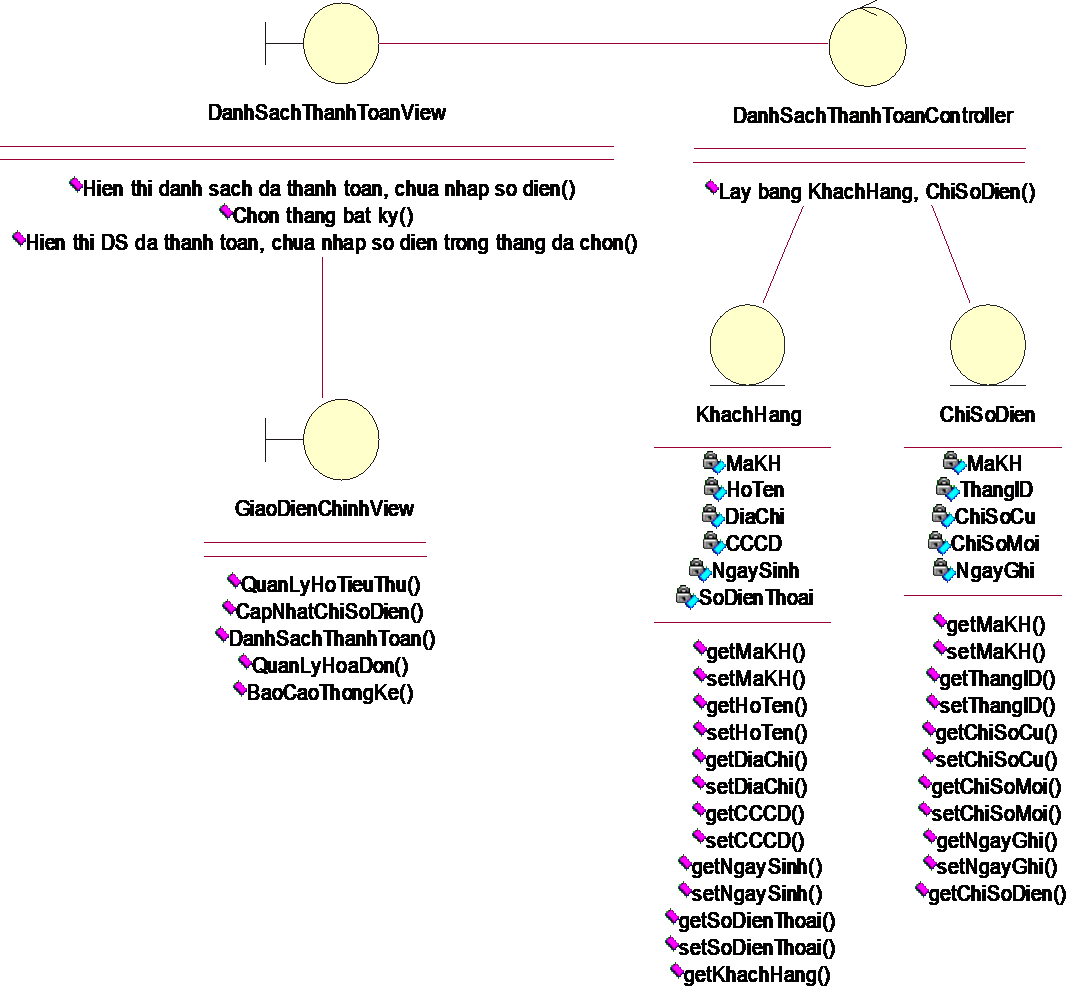 DanhSachThanhToanView
Hien thi danh sach da thanh toan, chua nhap so dien()
Chon thang bat ky()
Hien thi DS da thanh toan, chua nhap so dien trong thang da chon()
DanhSachThanhToanController
Lay bang KhachHang, ChiSoDien()
GiaoDienChinhView
QuanLyHoTieuThu()
CapNhatChiSoDien()
DanhSachThanhToan()
QuanLyHoaDon()
BaoCaoThongKe()
KhachHang
MaKH
HoTen
DiaChi
CCCD
NgaySinh
SoDienThoai
getMaKH()
setMaKH()
getHoTen()
setHoTen()
getDiaChi()
setDiaChi()
getCCCD()
setCCCD()
getNgaySinh()
setNgaySinh()
getSoDienThoai()
setSoDienThoai()
getKhachHang()
ChiSoDien
MaKH
ThangID
ChiSoCu
ChiSoMoi
NgayGhi
getMaKH()
setMaKH()
getThangID()
setThangID()
getChiSoCu()
setChiSoCu()
getChiSoMoi()
setChiSoMoi()
getNgayGhi()
setNgayGhi()
getChiSoDien()